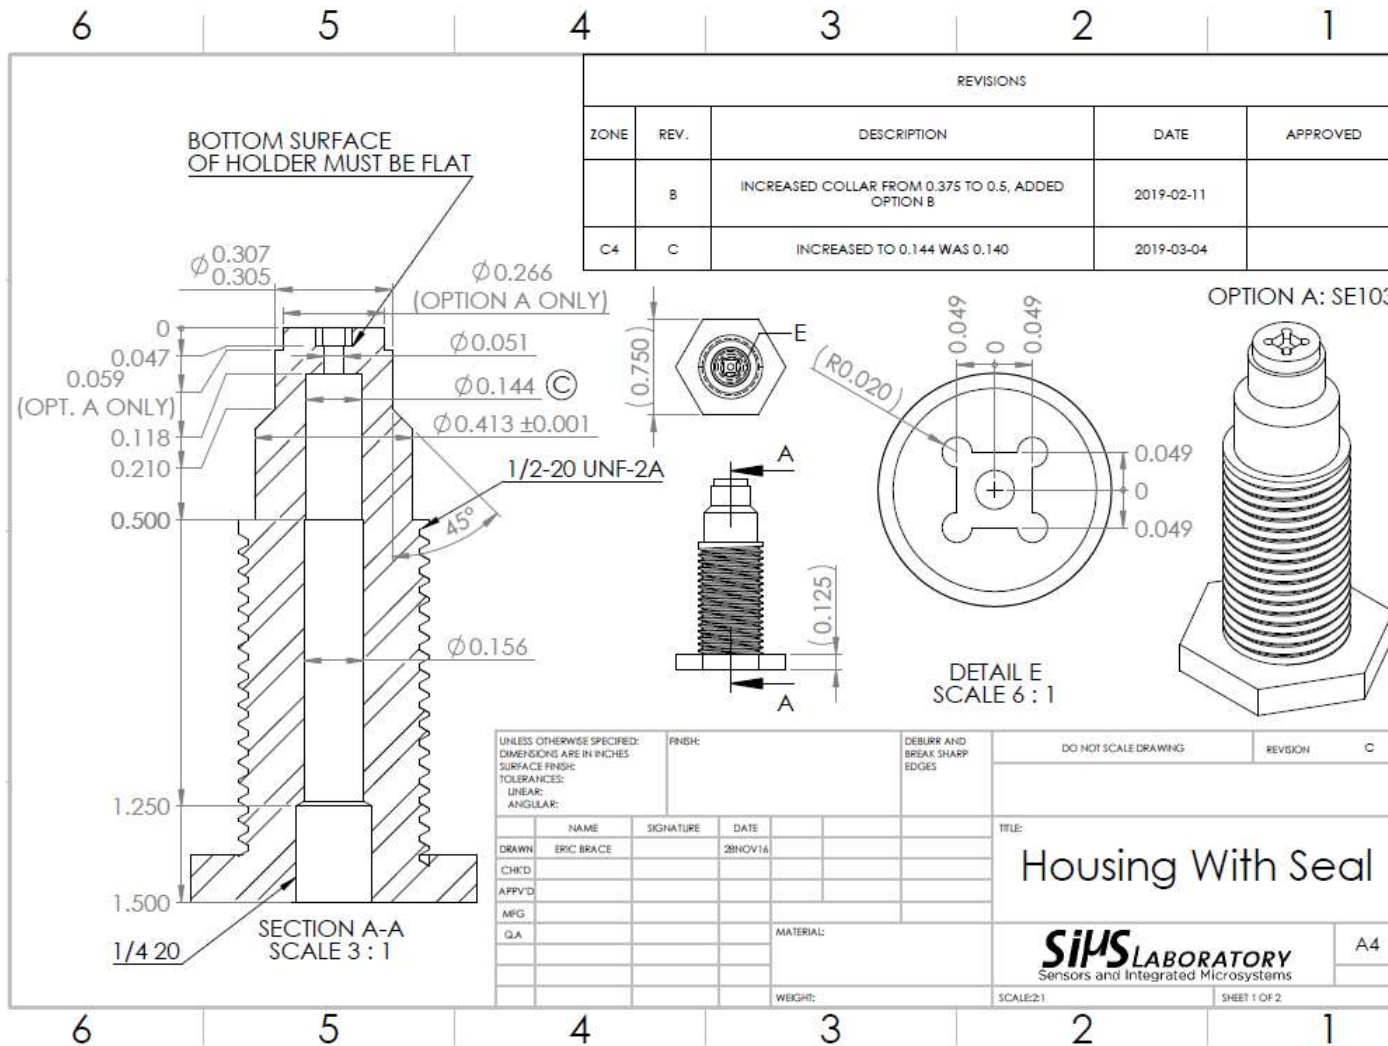 6 5 4 3 2 1
REVISIONS
ZONE REV. DESCRIPTION DATE APPROVED
B INCREASED COLLAR FROM 0.375 TO 0.5, ADDED
OPTION B 2019-02-11
C4 C INCREASED TO 0.144 WAS 0.140 2019-03-04
BOTTOM SURFACE
OF HOLDER MUST BE FLAT
Ø 0.307
0.305
Ø0.266
(OPTION A ONLY)
0
0.047
0.059
(OPT. A ONLY)
0.118
0.210
0.500
1.250
1.500
Ø0.051
Ø0.144 C
Ø0.413 ±0.001
1/2-20 UNF-2A
45°
Ø0.156
1/4 20
SECTION A-A
SCALE 3 : 1
(0.750)
E
A
A
(0.125)
0.049 0 0.049
(R0.020)
0.049
0
0.049
DETAIL E
SCALE 6 : 1
OPTION A: SE103
UNLESS OTHERWISE SPECIFIED:
DIMENSIONS ARE IN INCHES
SURFACE FINISH:
TOLERANCES:
LINEAR:
ANGULAR:
FINISH:
DEBURR AND
BREAK SHARP
EDGES
DO NOT SCALE DRAWING
REVISION C
NAME SIGNATURE DATE
DRAWN ERIC BRACE 28NOV16
CHK'D
APPV'D
MFG
Q.A
MATERIAL:
WEIGHT:
TITLE:
Housing With Seal
SiMS LABORATORY
Sensors and Integrated Microsystems
A4
SCALE:2:1
SHEET 1 OF 2
6 5 4 3 2 1